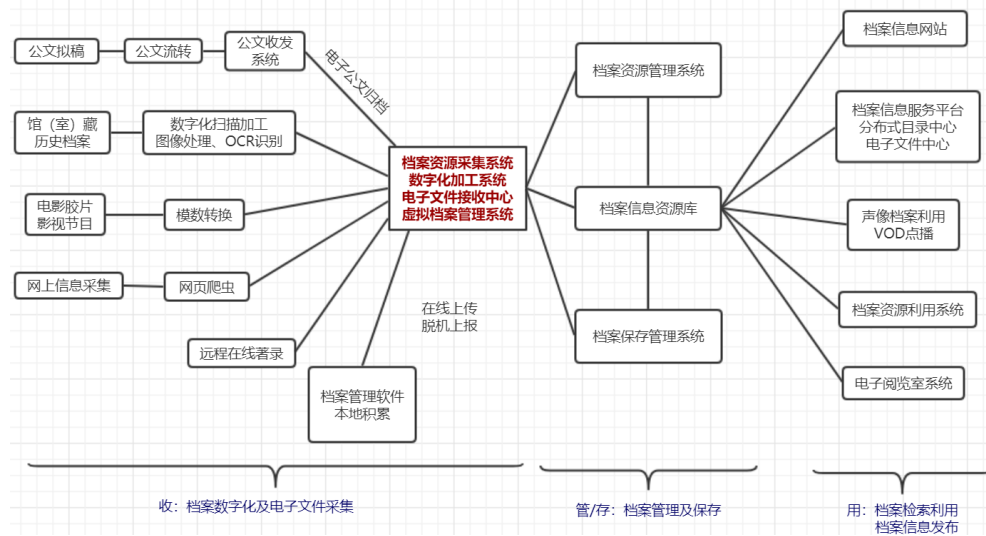 公文拟稿
公文流转
公文收发
系统
电子公文归档
馆（室）藏
历史档案
数字化扫描加工
图像处理、OCR识别
电影胶片
影视节目
模数转换
网上信息采集
网页爬虫
远程在线著录
档案管理软件
本地积累
在线上传
脱机上报
档案资源采集系统
数字化加工系统
电子文件接收中心
虚拟档案管理系统
档案资源管理系统
档案信息资源库
档案保存管理系统
档案信息网站
档案信息服务平台
分布式目录中心
电子文件中心
声像档案利用
VOD点播
档案资源利用系统
电子阅览室系统
收：档案数字化及电子文件采集
管/存：档案管理及保存
用：档案检索利用
档案信息发布